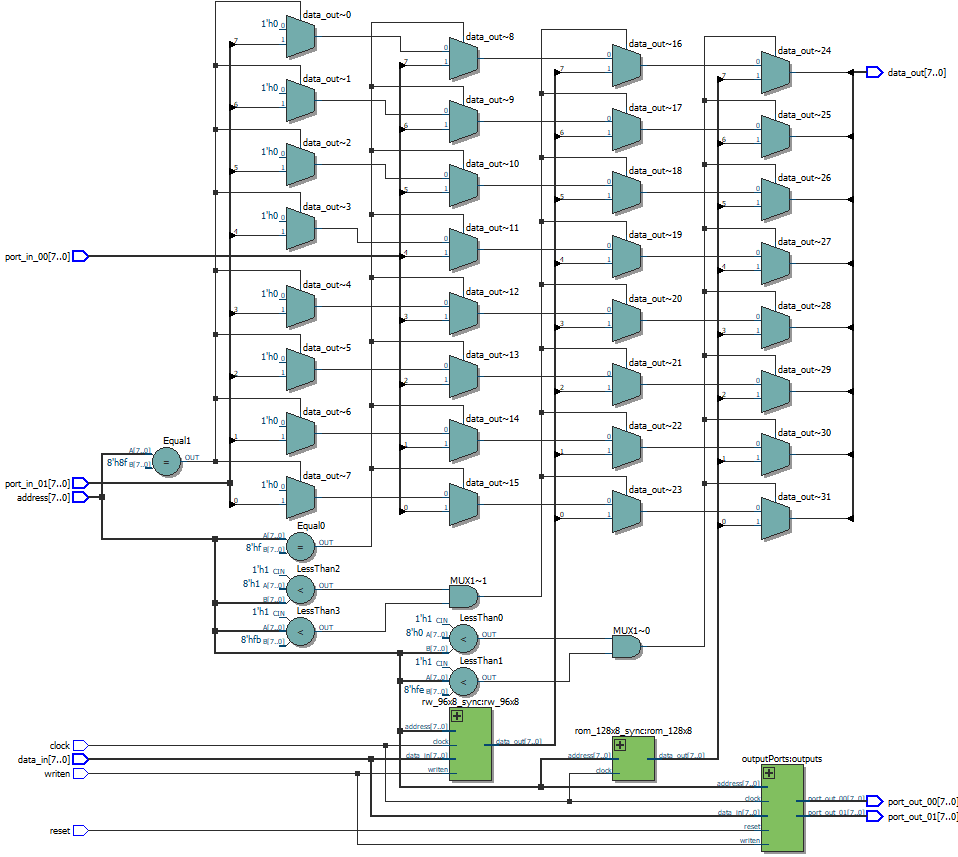 data_out~0
1'h0 0
7
1
data_out~8
0
7
1
data_out~16
0
7
1
data_out~24
0
7
1
data_out[7..0]
data_out~1
1'h0 0
6
1
data_out~9
0
6
1
data_out~17
0
6
1
data_out~25
0
6
1
data_out~2
1'h0 0
5
1
data_out~10
0
5
1
data_out~18
0
5
1
data_out~26
0
5
1
data_out~3
1'h0 0
4
1
data_out~11
0
4
1
data_out~19
0
4
1
data_out~27
0
4
1
port_in_00[7..0]
data_out~4
1'h0 0
3
1
data_out~12
0
3
1
data_out~20
0
3
1
data_out~28
0
3
1
data_out~5
1'h0 0
2
1
data_out~13
0
2
1
data_out~21
0
2
1
data_out~29
0
2
1
data_out~6
1'h0 0
1
1
data_out~14
0
1
1
data_out~22
0
1
1
data_out~30
0
1
1
Equal1
A[7..0]
8'h8f B[7..0]
=
OUT
port_in_01[7..0]
address[7..0]
data_out~7
1'h0 0
0
1
data_out~15
0
0
1
data_out~23
0
0
1
data_out~31
0
0
1
Equal0
A[7..0]
8'hf B[7..0]
=
OUT
LessThan2
1'h1 CIN
8'h1 A[7..0]
B[7..0]
<
OUT
MUX1~1
LessThan3
1'h1 CIN
A[7..0]
8'hfb B[7..0]
<
OUT
LessThan0
1'h1 CIN
8'h0 A[7..0]
B[7..0]
<
OUT
MUX1~0
LessThan1
1'h1 CIN
A[7..0]
8'hfe B[7..0]
<
OUT
rw_96x8_sync:rw_96x8
address[7..0]
clock
data_in[7..0]
writen
data_out[7..0]
rom_128x8_sync:rom_128x8
address[7..0]
clock
data_out[7..0]
outputPorts:outputs
address[7..0]
clock
data_in[7..0]
reset
writen
port_out_00[7..0]
port_out_01[7..0]
clock
data_in[7..0]
writen
reset
port_out_00[7..0]
port_out_01[7..0]